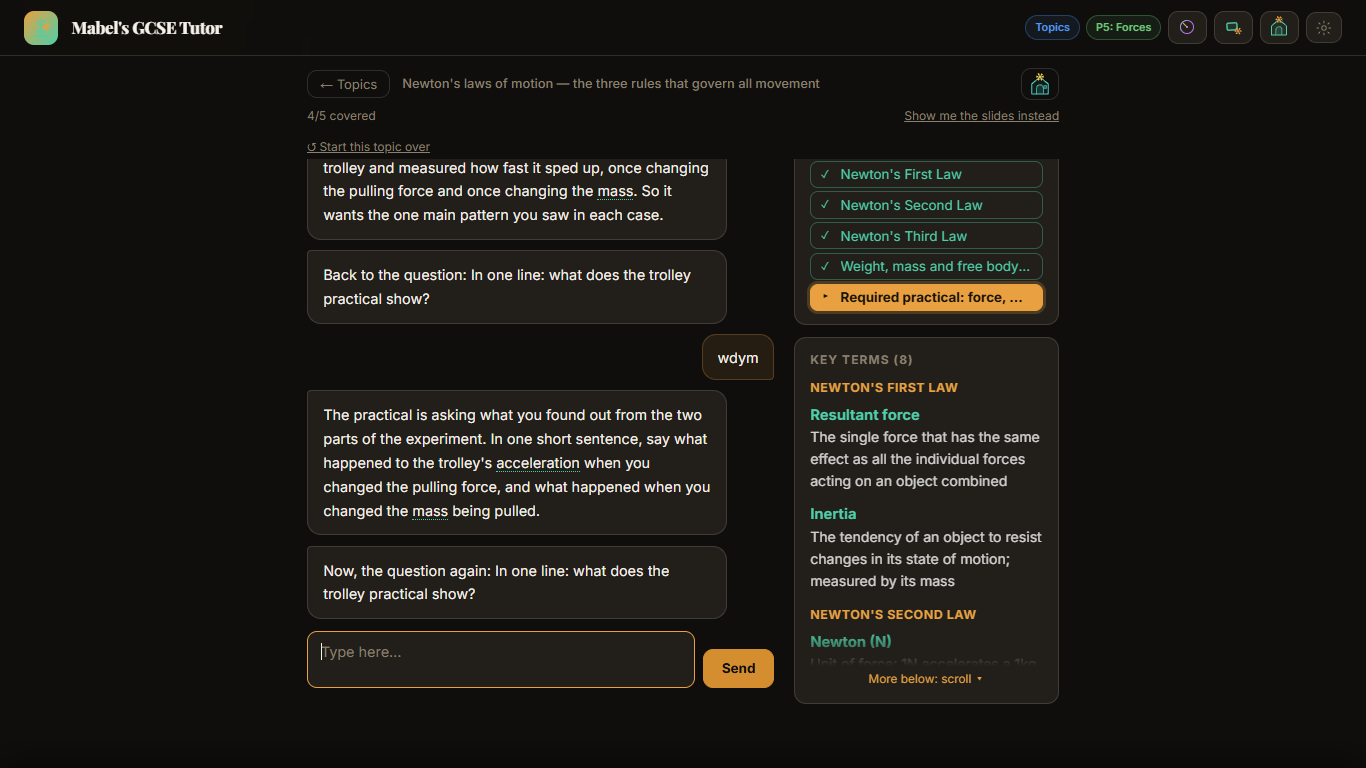 Mabel's GCSE Tutor
Topics
P5: Forces
← Topics
Newton's laws of motion — the three rules that govern all movement
4/5 covered
Show me the slides instead
↺ Start this topic over
trolley and measured how fast it sped up, once changing
the pulling force and once changing the mass. So it
wants the one main pattern you saw in each case.
Back to the question: In one line: what does the trolley
practical show?
wdym
The practical is asking what you found out from the two
parts of the experiment. In one short sentence, say what
happened to the trolley's acceleration when you
changed the pulling force, and what happened when you
changed the mass being pulled.
Now, the question again: In one line: what does the
trolley practical show?
Type here...
Send
✓ Newton's First Law
✓ Newton's Second Law
✓ Newton's Third Law
✓ Weight, mass and free body...
‣ Required practical: force, ...
KEY TERMS (8)
NEWTON'S FIRST LAW
Resultant force
The single force that has the same
effect as all the individual forces
acting on an object combined
Inertia
The tendency of an object to resist
changes in its state of motion;
measured by its mass
NEWTON'S SECOND LAW
Newton (N)
Unit of force: 1N accelerates a 1kg
More below: scroll ▾